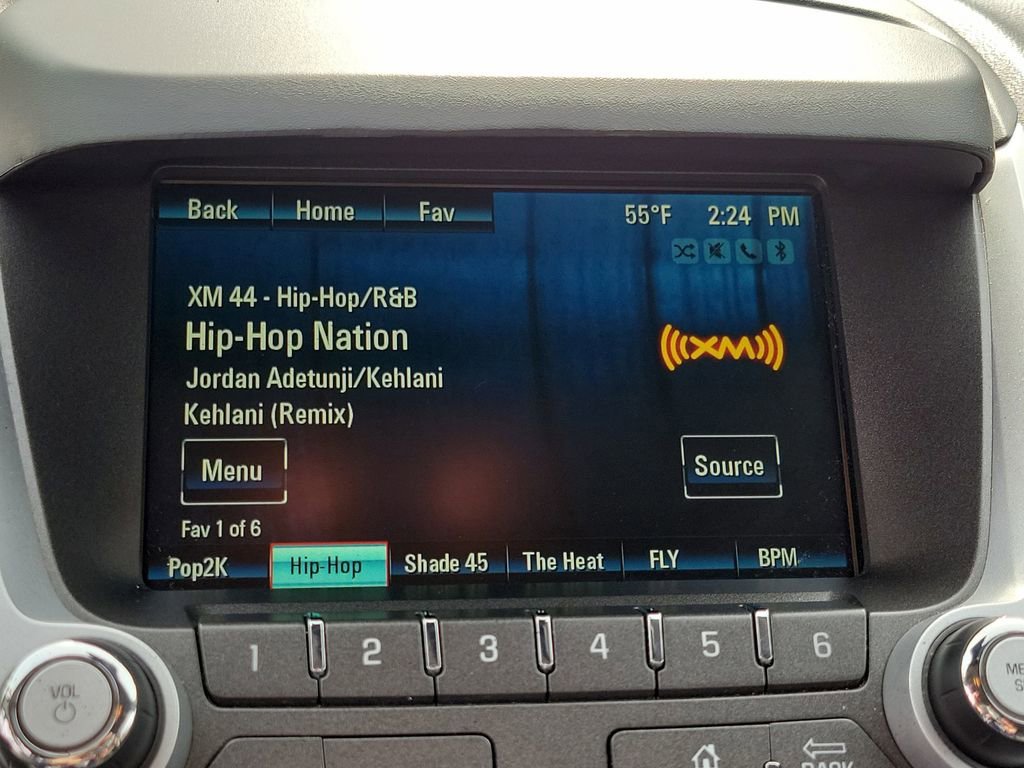 Back Home Fav 55°F 2:24 PM
XM 44 - Hip-Hop/R&B
Hip-Hop Nation
XM
Jordan Adetunji/Kehlani
Kehlani (Remix)
Menu Source
Fav 1 of 6
Pop2K Hip-Hop Shade 45 The Heat FLY BPM
1 2 3 4 5 6
VOL
BACK